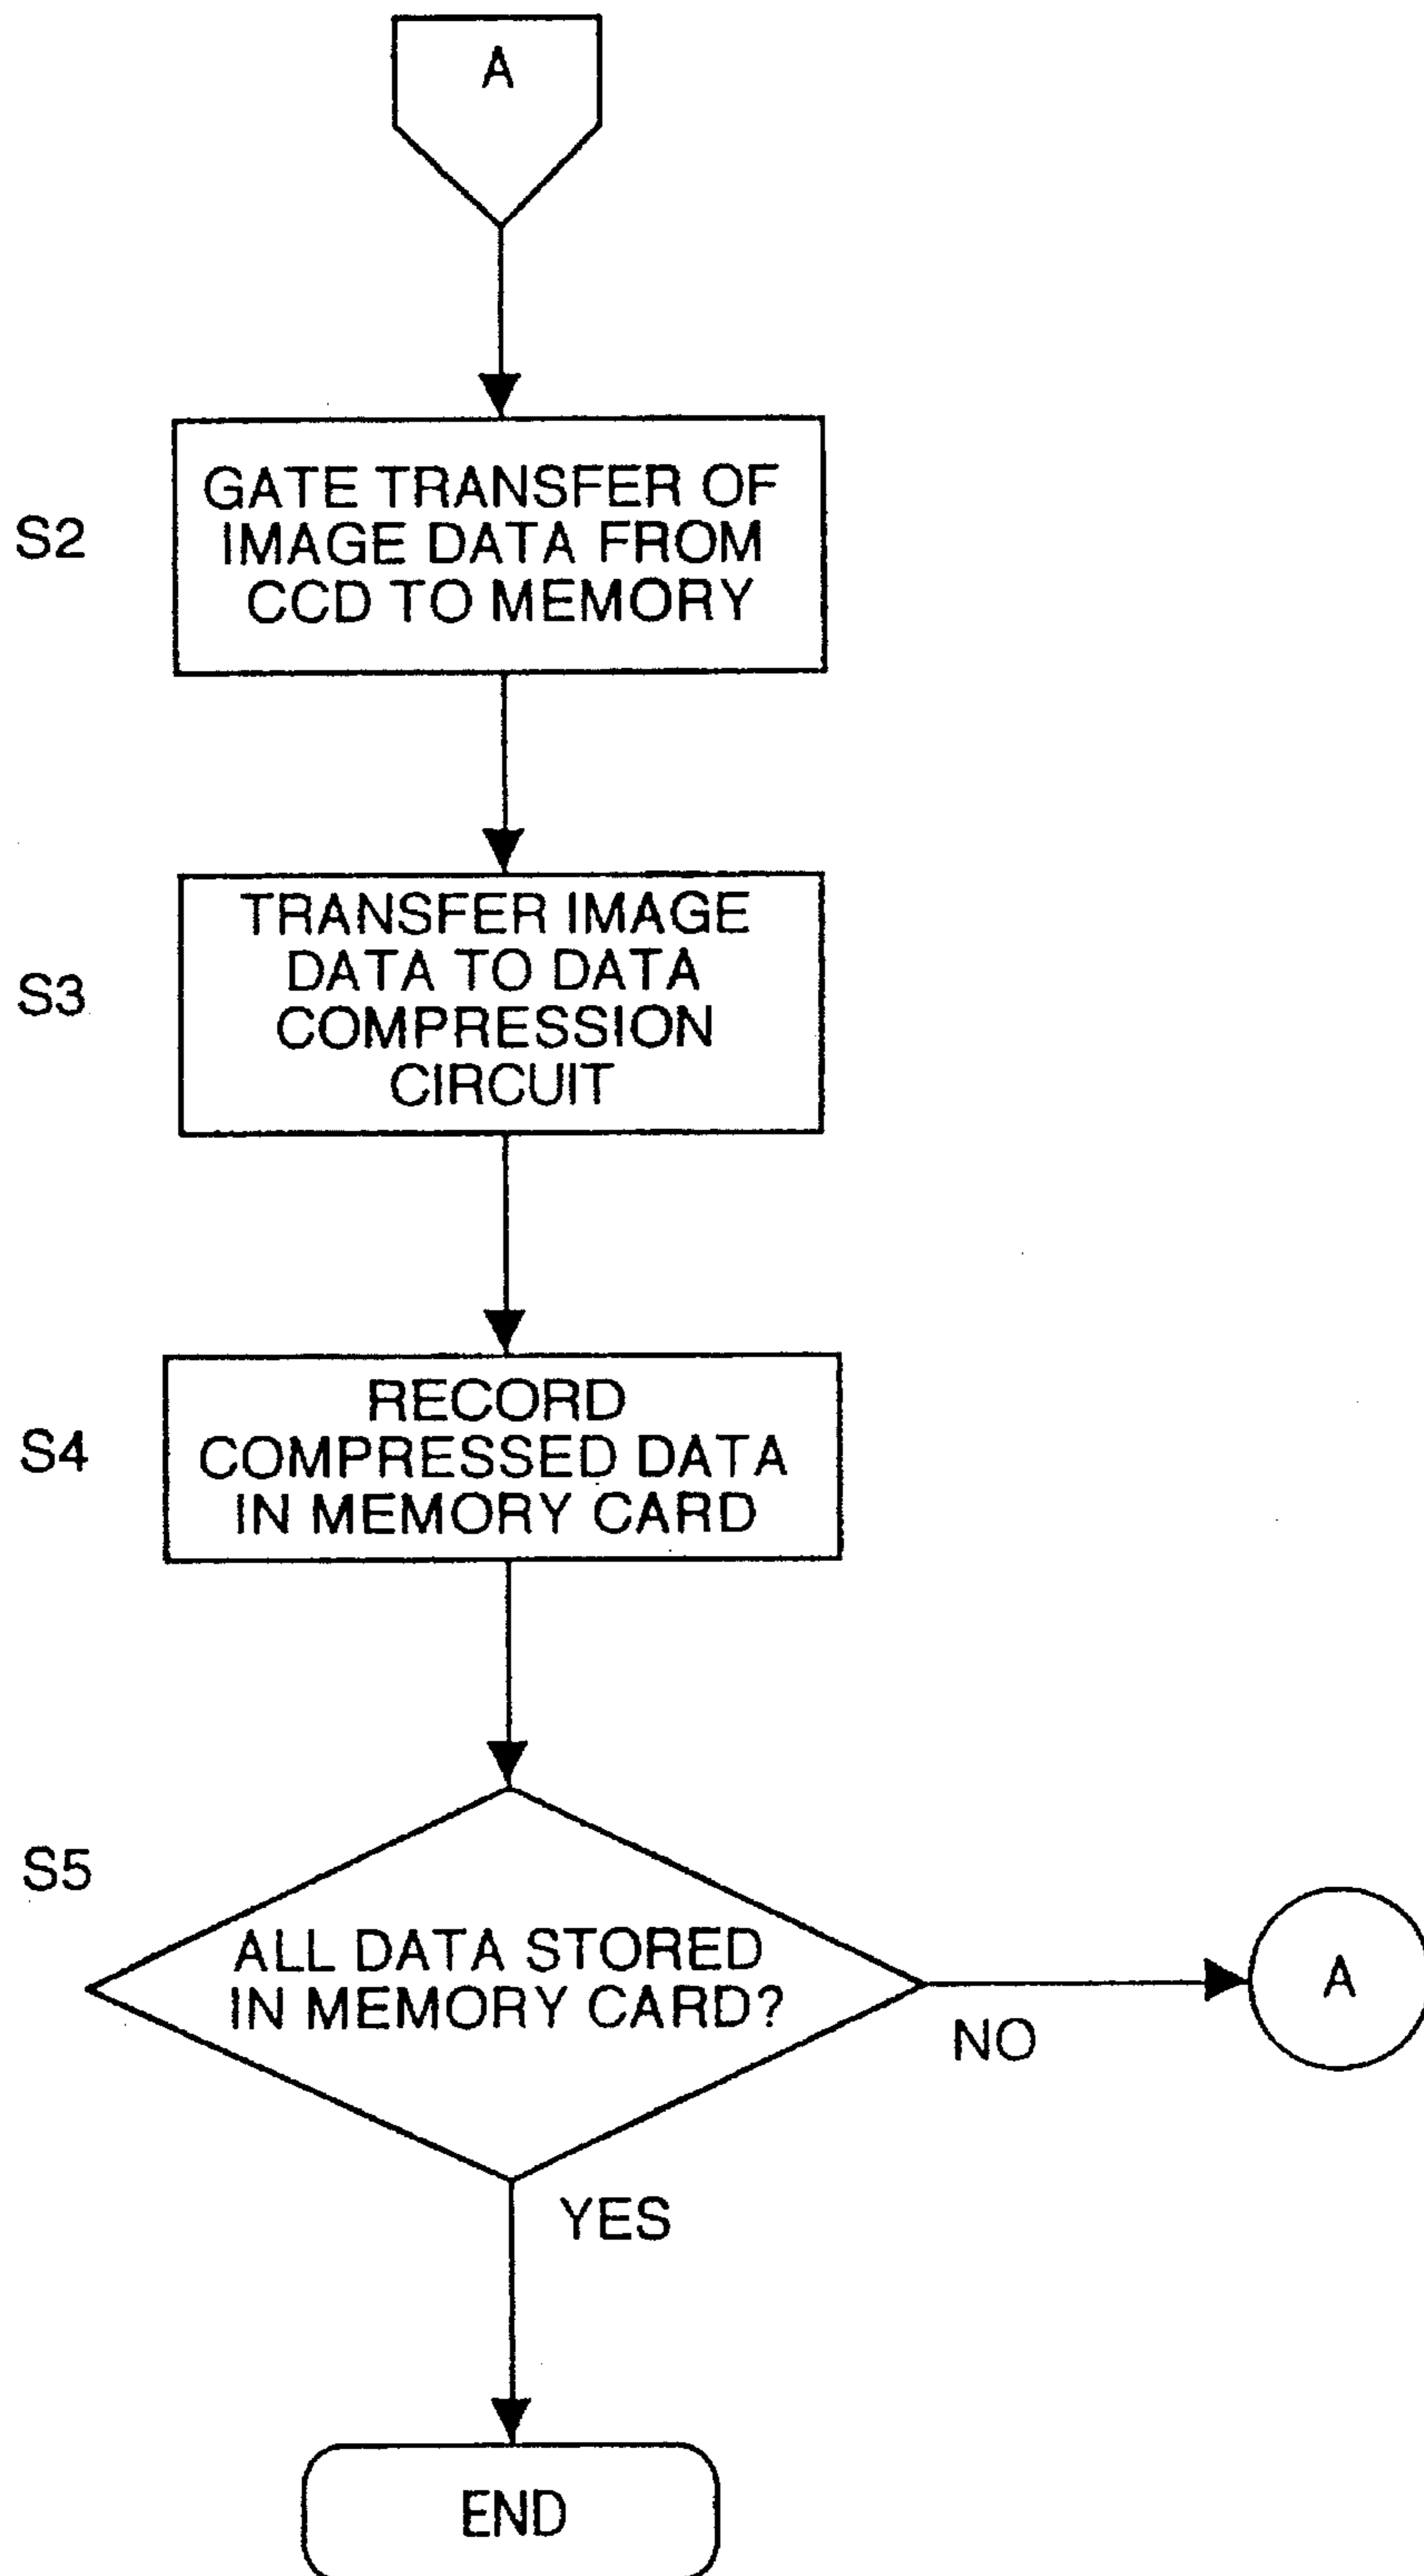 A
S2
GATE TRANSFER OF
IMAGE DATA FROM
CCD TO MEMORY
S3
TRANSFER IMAGE
DATA TO DATA
COMPRESSION
CIRCUIT
S4
RECORD
COMPRESSED DATA
IN MEMORY CARD
S5
ALL DATA STORED
IN MEMORY CARD?
NO
A
YES
END